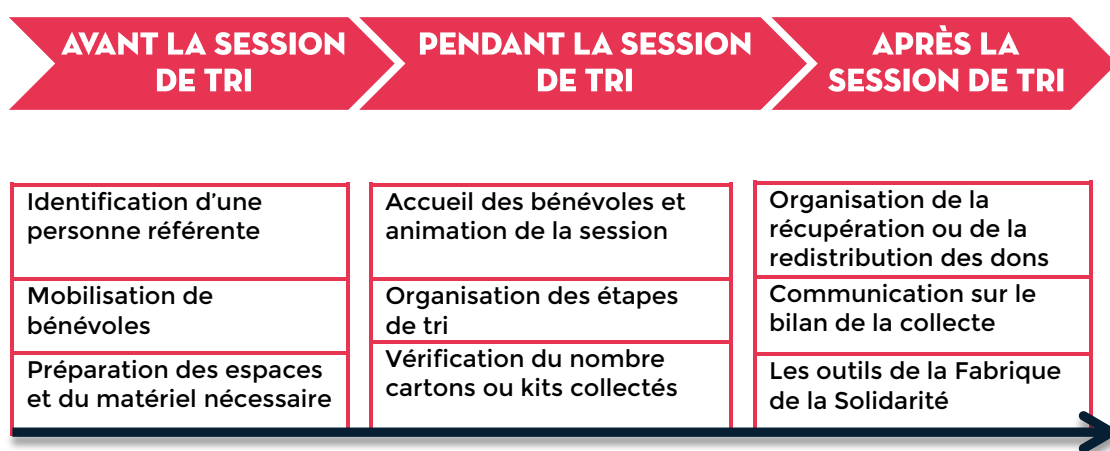 AVANT LA SESSION
DE TRI
PENDANT LA SESSION
DE TRI
APRÈS LA
SESSION DE TRI
Identification d'une
personne référente
Mobilisation de
bénévoles
Préparation des espaces
et du matériel nécessaire
Accueil des bénévoles et
animation de la session
Organisation des étapes
de tri
Vérification du nombre
cartons ou kits collectés
Organisation de la
récupération ou de la
redistribution des dons
Communication sur le
bilan de la collecte
Les outils de la Fabrique
de la Solidarité